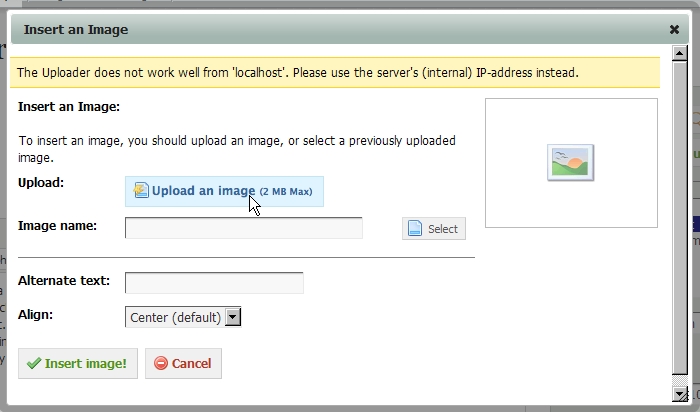 Insert an Image
The Uploader does not work well from 'localhost'. Please use the server's (internal) IP-address instead.
Insert an Image:
To insert an image, you should upload an image, or select a previously uploaded
image.
Upload:
Upload an image (2 MB Max)
Image name:
Select
Alternate text:
Align:
Center (default)
Insert image!
Cancel